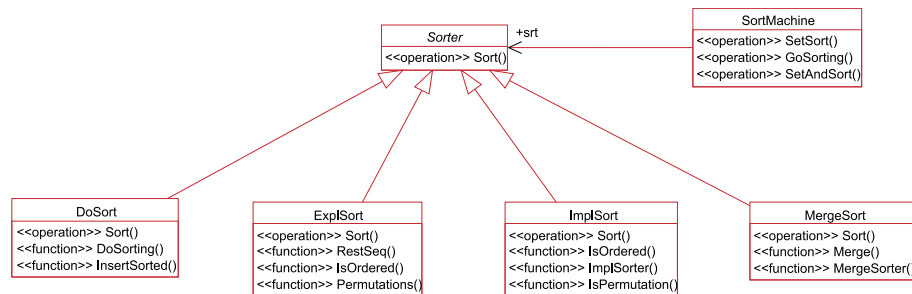 Sorter
<<operation>> Sort()
+srt
SortMachine
<<operation>> SetSort()
<<operation>> GoSorting()
<<operation>> SetAndSort()
DoSort
<<operation>> Sort()
<<function>> DoSorting()
<<function>> InsertSorted()
ExplSort
<<operation>> Sort()
<<function>> RestSeq()
<<function>> IsOrdered()
<<function>> Permutations()
ImplSort
<<operation>> Sort()
<<function>> IsOrdered()
<<function>> ImplSorter()
<<function>> IsPermutation()
MergeSort
<<operation>> Sort()
<<function>> Merge()
<<function>> MergeSorter()